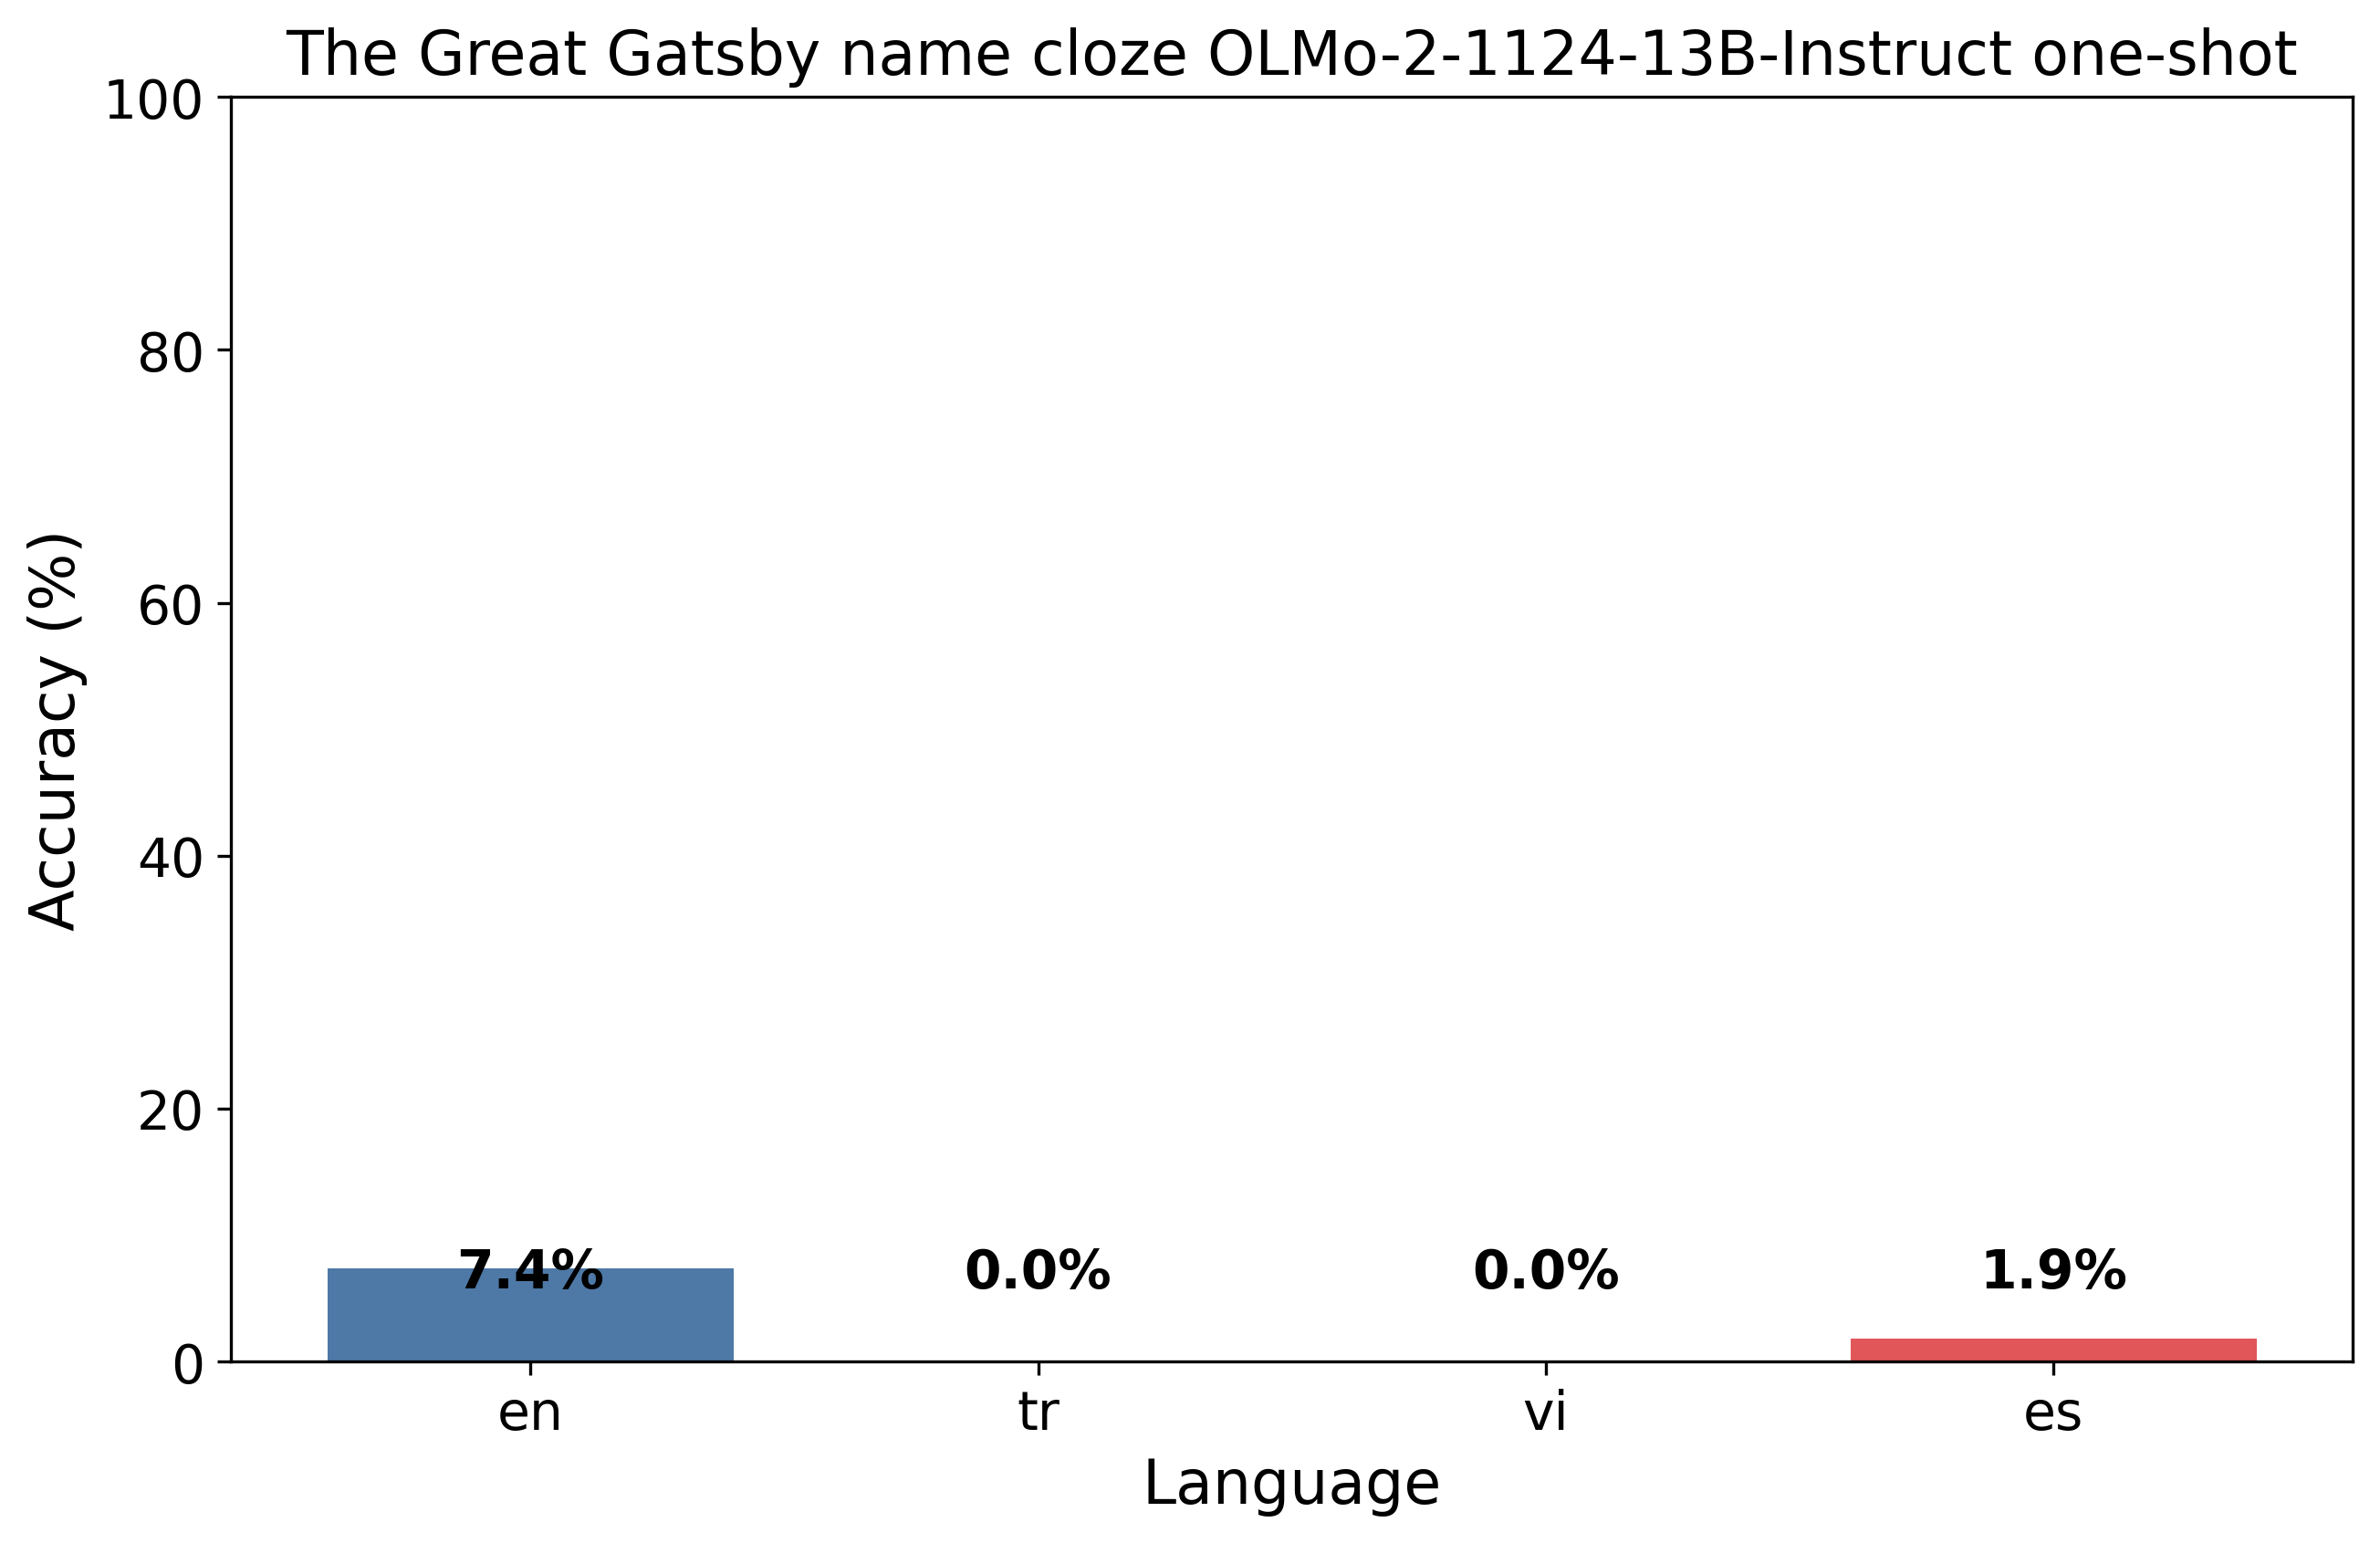 The Great Gatsby name cloze OLMo-2-1124-13B-Instruct one-shot
100
80
60
40
20
0
Accuracy (%)
7.4%
0.0%
0.0%
1.9%
en
tr
vi
es
Language